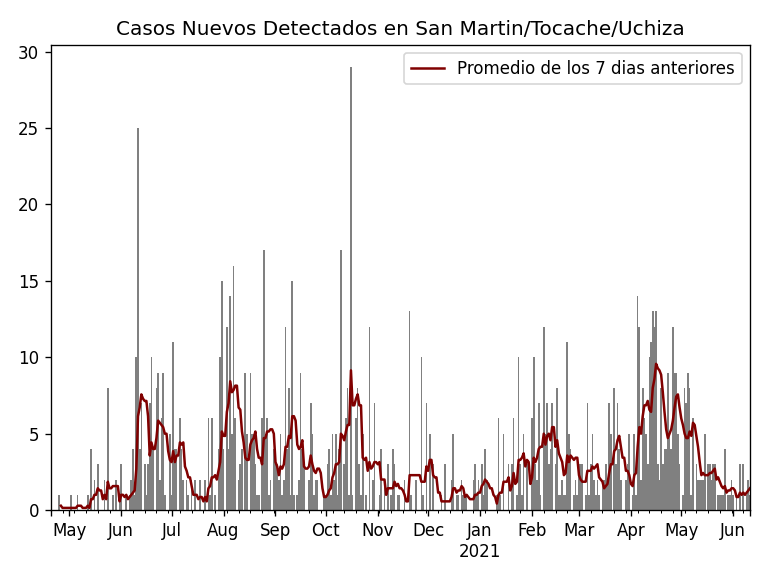 Casos Nuevos Detectados en San Martin/Tocache/Uchiza
Promedio de los 7 dias anteriores
30
25
20
15
10
5
0
May Jun Jul Aug Sep Oct Nov Dec Jan Feb Mar Apr May Jun
2021